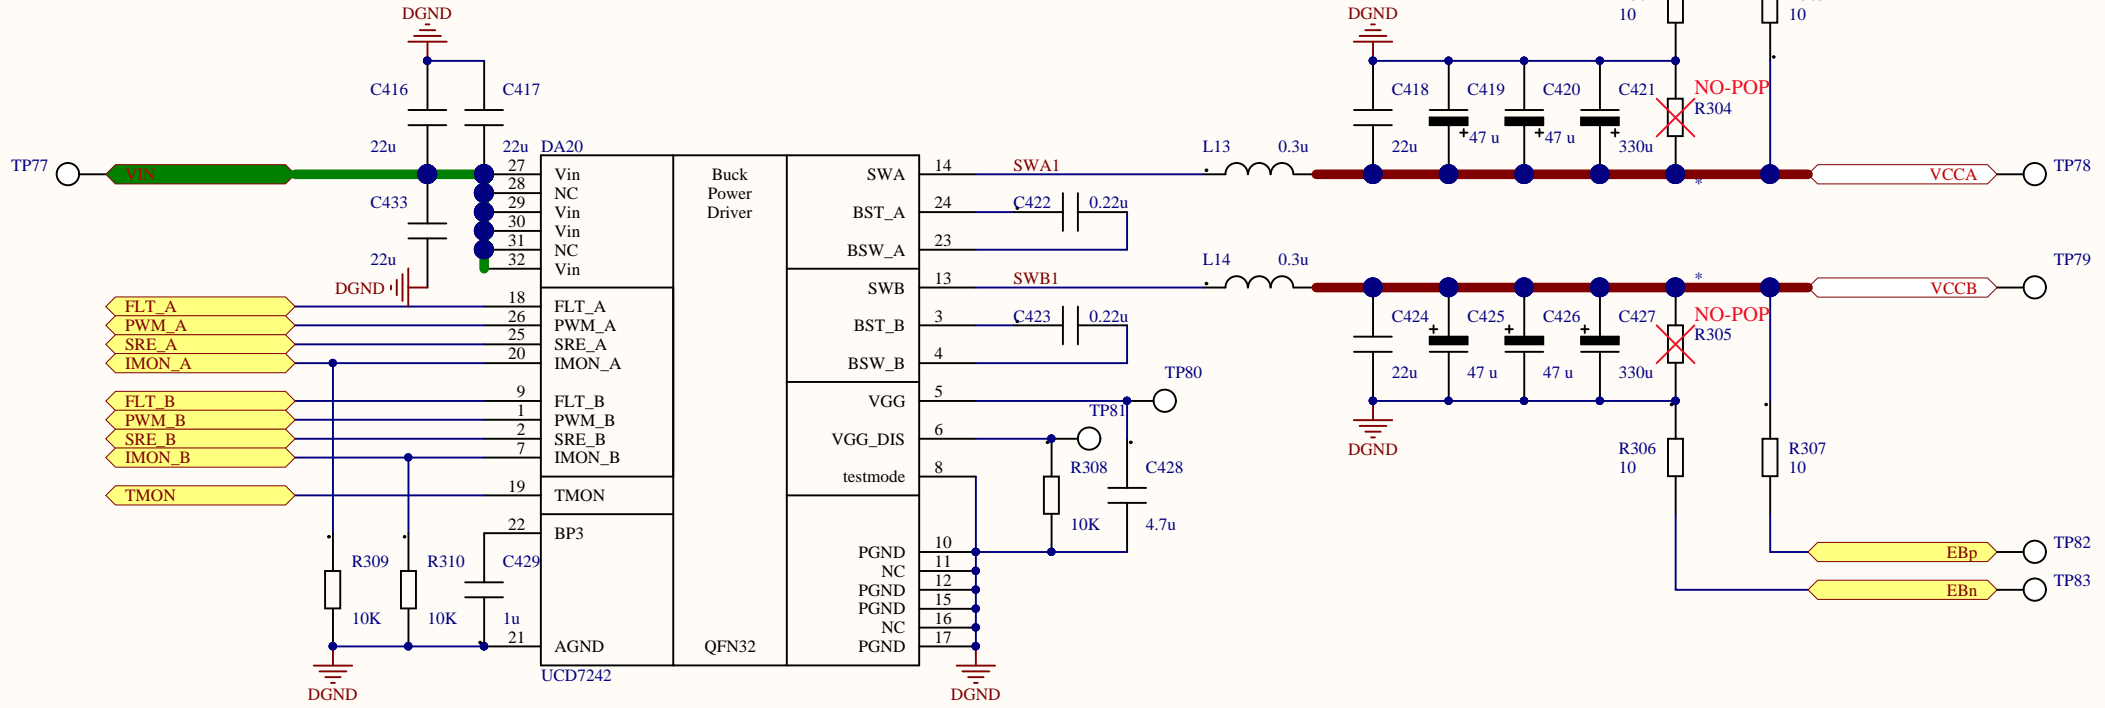 DGND
DGND
10
10
C416
C417
C418
C419
C420
C421
NO-POP
R304
22u
22u
22u
+
47 u
+
47 u
+
330u
DA20
TP77
VIN
27
Vin
Buck
Power
Driver
SWA
14
SWA1
L13
0.3u
*
VCCA
TP78
28
NC
29
Vin
30
Vin
31
NC
32
Vin
C433
22u
DGND
BST_A
24
C422
0.22u
BSW_A
23
SWB
13
SWB1
L14
0.3u
*
VCCB
TP79
FLT_A
18
FLT_A
PWM_A
26
PWM_A
SRE_A
25
SRE_A
IMON_A
20
IMON_A
BST_B
3
C423
0.22u
BSW_B
4
C424
+
C425
+
C426
+
C427
NO-POP
R305
22u
47 u
47 u
330u
DGND
FLT_B
9
FLT_B
PWM_B
1
PWM_B
SRE_B
2
SRE_B
IMON_B
7
IMON_B
VGG
5
TP80
TP81
VGG_DIS
6
testmode
8
R308
10K
C428
4.7u
R306
10
R307
10
TMON
19
TMON
22
BP3
R309
10K
R310
10K
C429
1u
21
AGND
QFN32
PGND
10
NC
11
PGND
12
PGND
15
NC
16
PGND
17
EBp
TP82
EBn
TP83
UCD7242
DGND
DGND